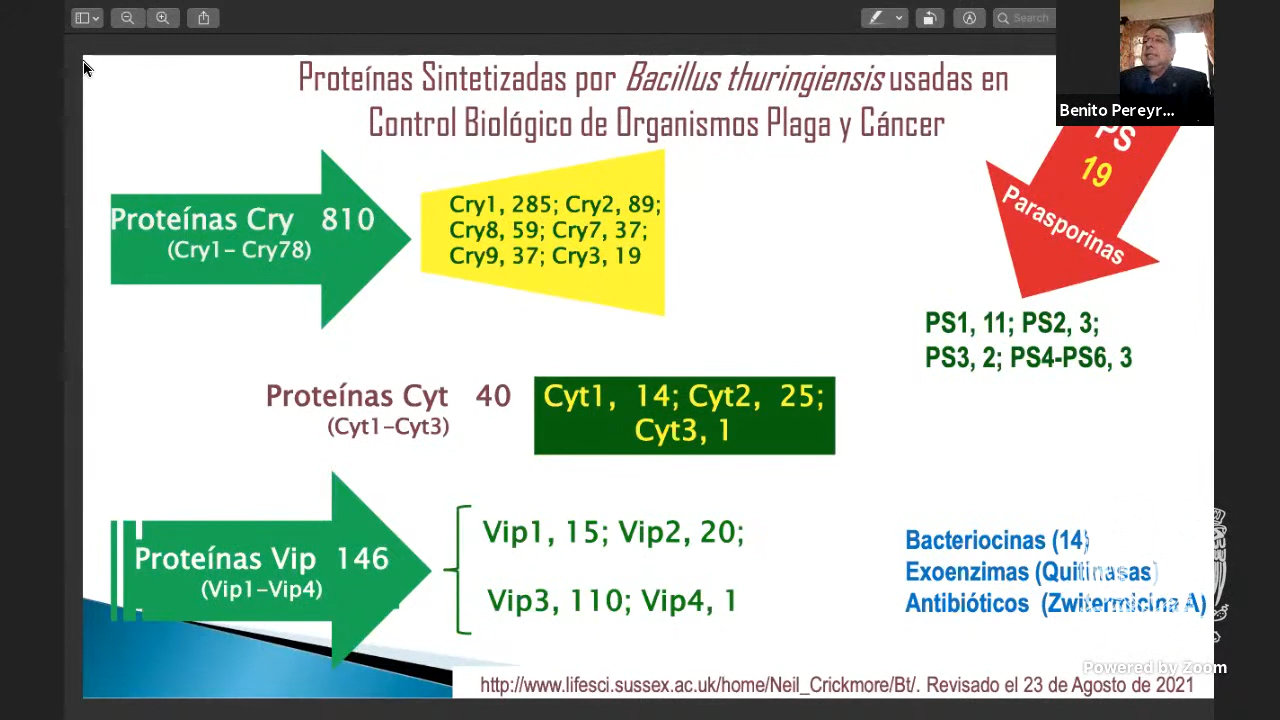 Search
Benito Pereyr...
Proteínas Sintetizadas por Bacillus thuringiensis usadas en
Control Biológico de Organismos Plaga y Cáncer
PS
19
Parasporinas
Proteínas Cry 810
(Cry1- Cry78)
Cry1, 285; Cry2, 89;
Cry8, 59; Cry7, 37;
Cry9, 37; Cry3, 19
PS1, 11; PS2, 3;
PS3, 2; PS4-PS6, 3
Proteínas Cyt 40
(Cyt1-Cyt3)
Cyt1, 14; Cyt2, 25;
Cyt3, 1
Proteínas Vip 146
(Vip1-Vip4)
Vip1, 15; Vip2, 20;
Vip3, 110; Vip4, 1
Bacteriocinas (14)
Exoenzimas (Quitinasas)
Antibióticos (Zwitermicina A)
Powered by Zoom
http://www.lifesci.sussex.ac.uk/home/Neil_Crickmore/Bt/. Revisado el 23 de Agosto de 2021